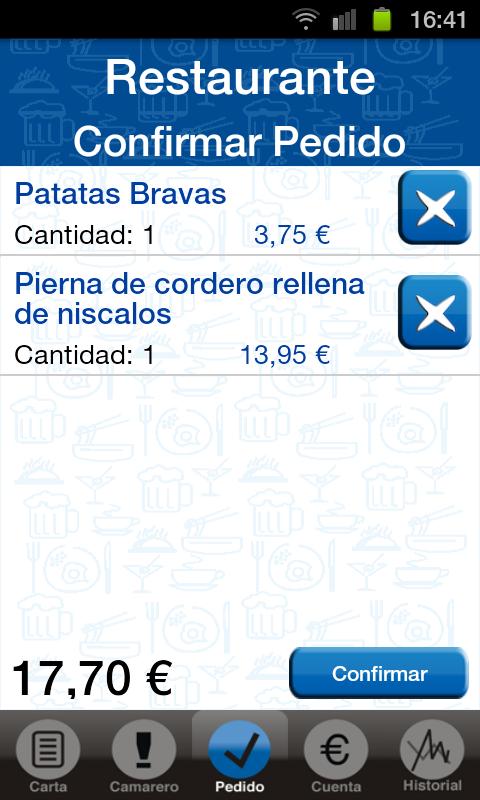 16:41
Restaurante
Confirmar Pedido
Patatas Bravas
Cantidad: 1 3,75 €
Pierna de cordero rellena
de niscalos
Cantidad: 1 13,95 €
17,70 €
Confirmar
Carta Camarero Pedido Cuenta Historial